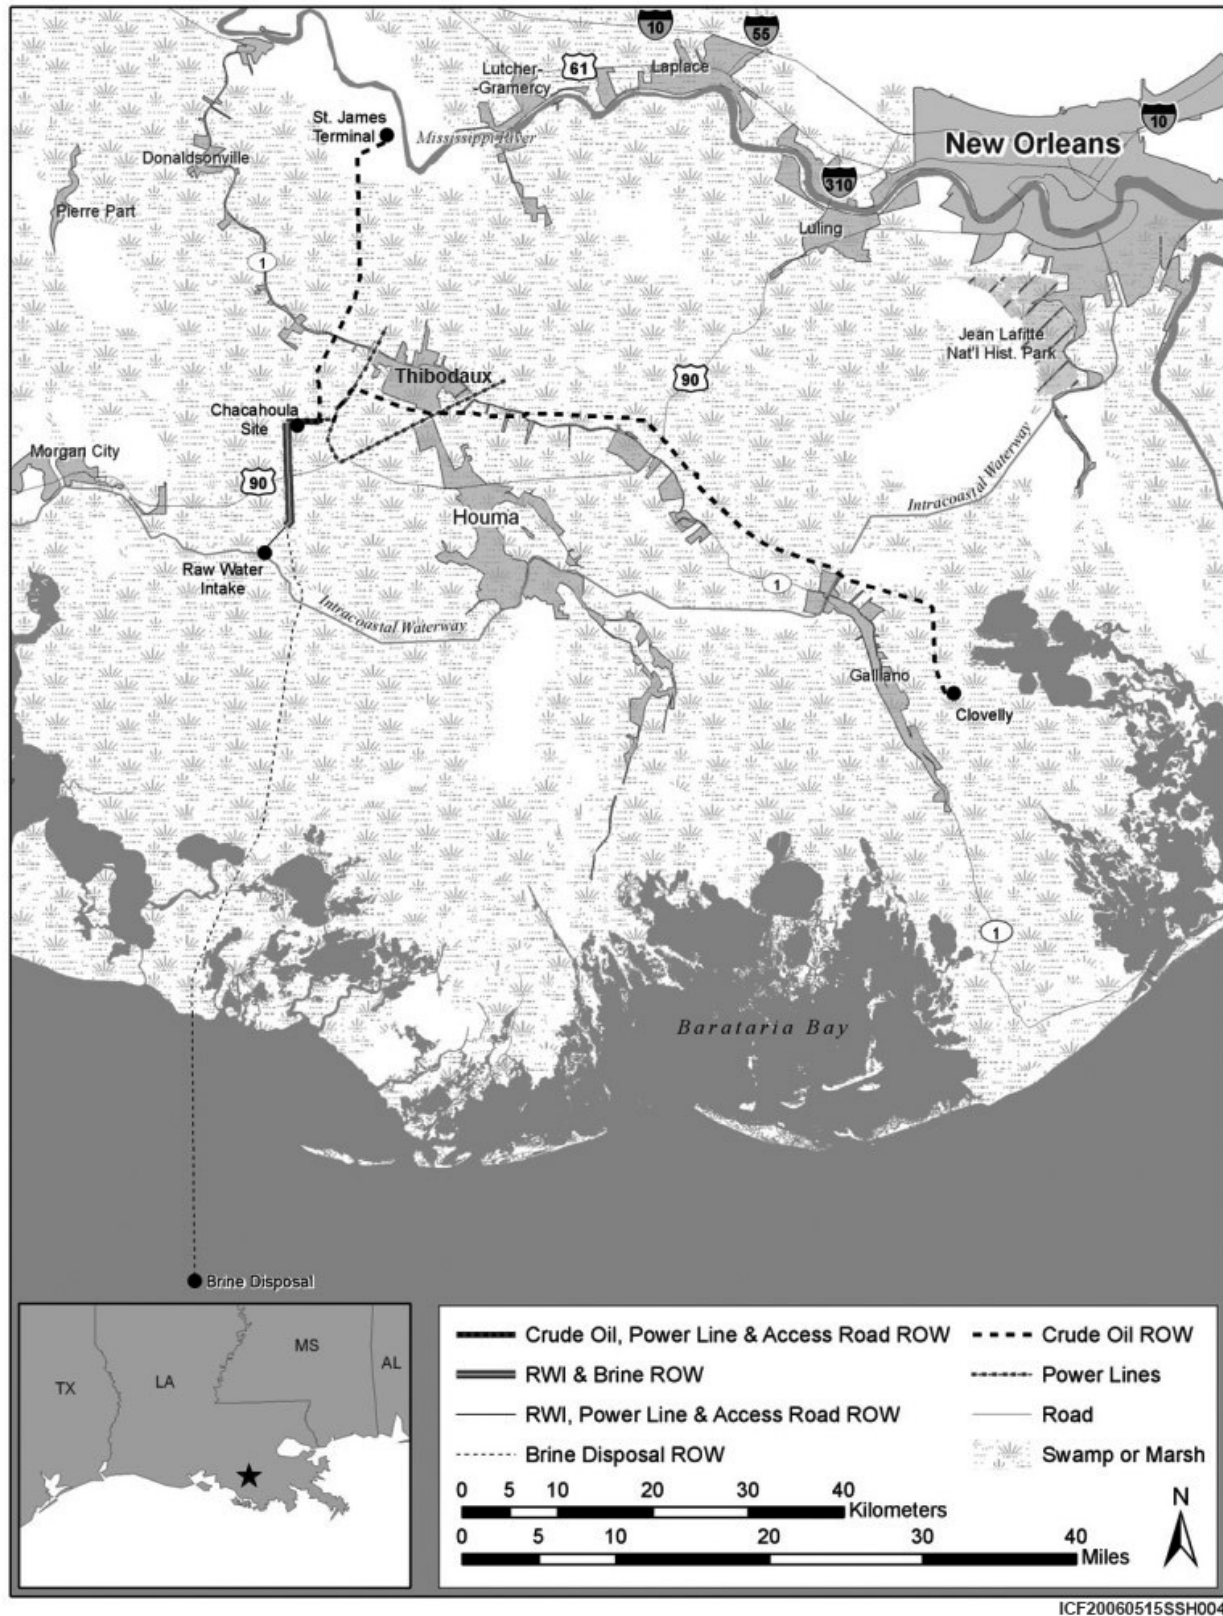 10
55
Lutcher-
-Gramercy
61
Laplace
St. James
Terminal
Mississippi River
10
New Orleans
Donaldsonville
310
Pierre Part
Luling
1
Jean Lafitte
Nat'l Hist. Park
Thibodaux
90
Chacahoula
Site
Morgan City
90
Intracoastal Waterway
Houma
Raw Water
Intake
1
Intracoastal Waterway
Galliano
Clovelly
1
Barataria Bay
Brine Disposal
TX
LA
MS
AL
Crude Oil, Power Line & Access Road ROW
Crude Oil ROW
RWI & Brine ROW
Power Lines
RWI, Power Line & Access Road ROW
Road
Brine Disposal ROW
Swamp or Marsh
0 5 10 20 30 40
Kilometers
0 5 10 20 30 40
Miles
N
ICF20060515SSH004